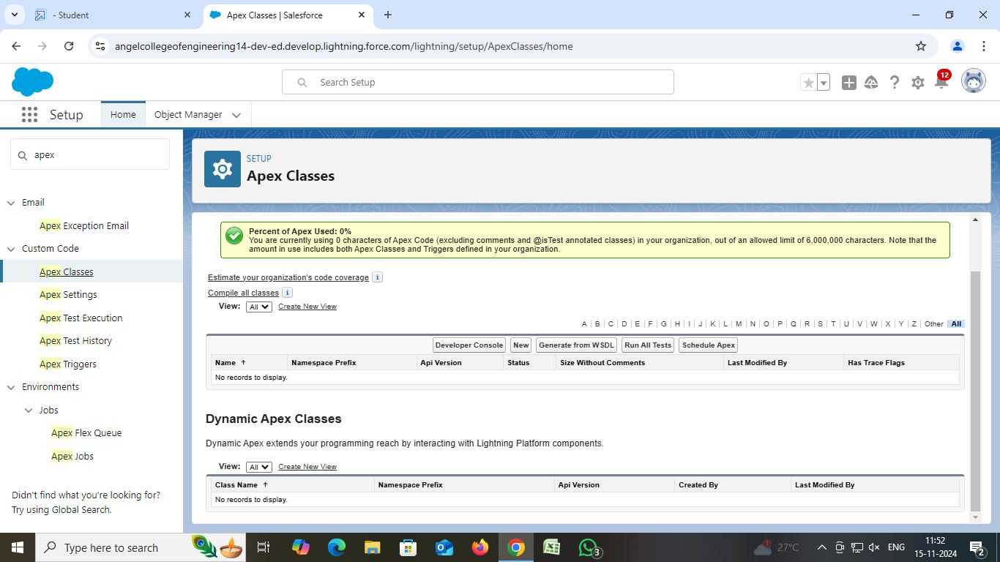 - Student
Apex Classes | Salesforce
angelcollegeofengineering14-dev-ed.develop.lightning.force.com/lightning/setup/ApexClasses/home
Search Setup
12
Setup
Home
Object Manager
apex
Email
Apex Exception Email
Custom Code
Apex Classes
Apex Settings
Apex Test Execution
Apex Test History
Apex Triggers
Environments
Jobs
Apex Flex Queue
Apex Jobs
Didn't find what you're looking for?
Try using Global Search.
SETUP
Apex Classes
Percent of Apex Used: 0%
You are currently using 0 characters of Apex Code (excluding comments and @isTest annotated classes) in your organization, out of an allowed limit of 6,000,000 characters. Note that the
amount in use includes both Apex Classes and Triggers defined in your organization.
Estimate your organization's code coverage i
Compile all classes i
View: All Create New View
A | B | C | D | E | F | G | H | I | J | K | L | M | N | O | P | Q | R | S | T | U | V | W | X | Y | Z | Other | All
Developer Console New Generate from WSDL Run All Tests Schedule Apex
Name ↑ Namespace Prefix Api Version Status Size Without Comments Last Modified By Has Trace Flags
No records to display.
Dynamic Apex Classes
Dynamic Apex extends your programming reach by interacting with Lightning Platform components.
View: All Create New View
Class Name ↑ Namespace Prefix Api Version Created By Last Modified By
No records to display.
Type here to search
3
27°C
ENG
11:52
15-11-2024
2